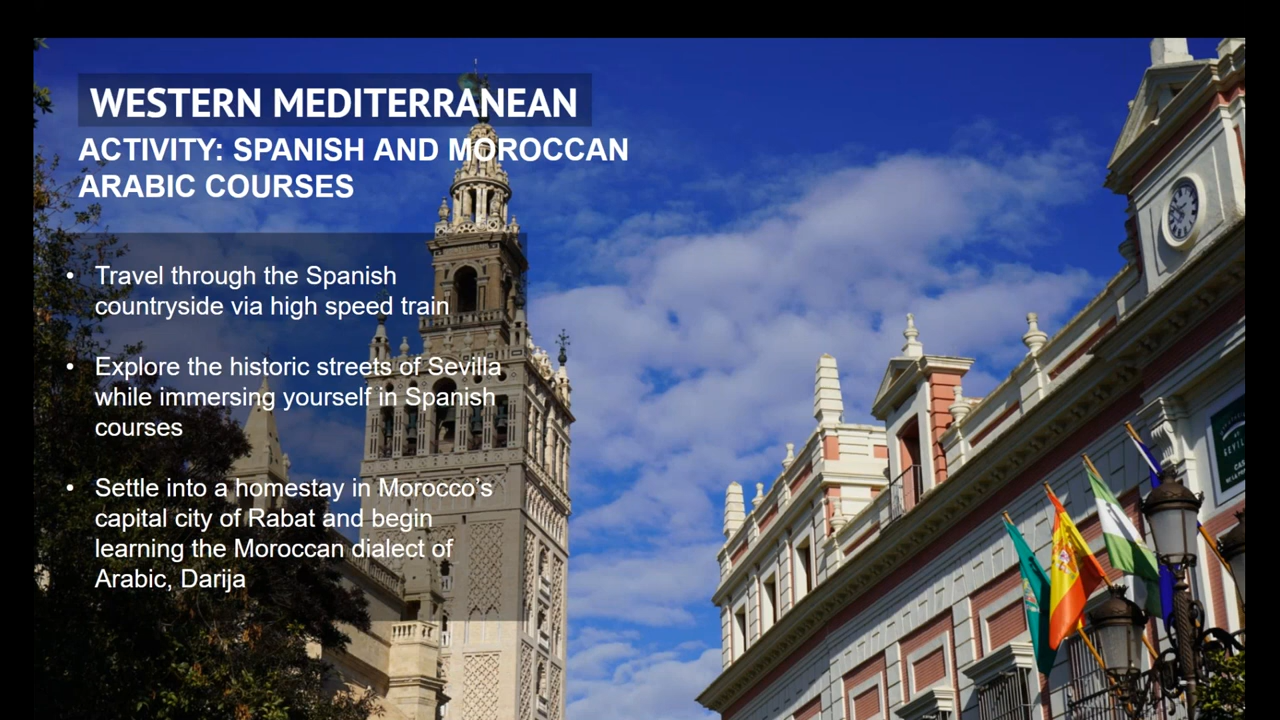 WESTERN MEDITERRANEAN
ACTIVITY: SPANISH AND MOROCCAN
ARABIC COURSES
• Travel through the Spanish
countryside via high speed train
• Explore the historic streets of Sevilla
while immersing yourself in Spanish
courses
• Settle into a homestay in Morocco's
capital city of Rabat and begin
learning the Moroccan dialect of
Arabic, Darija